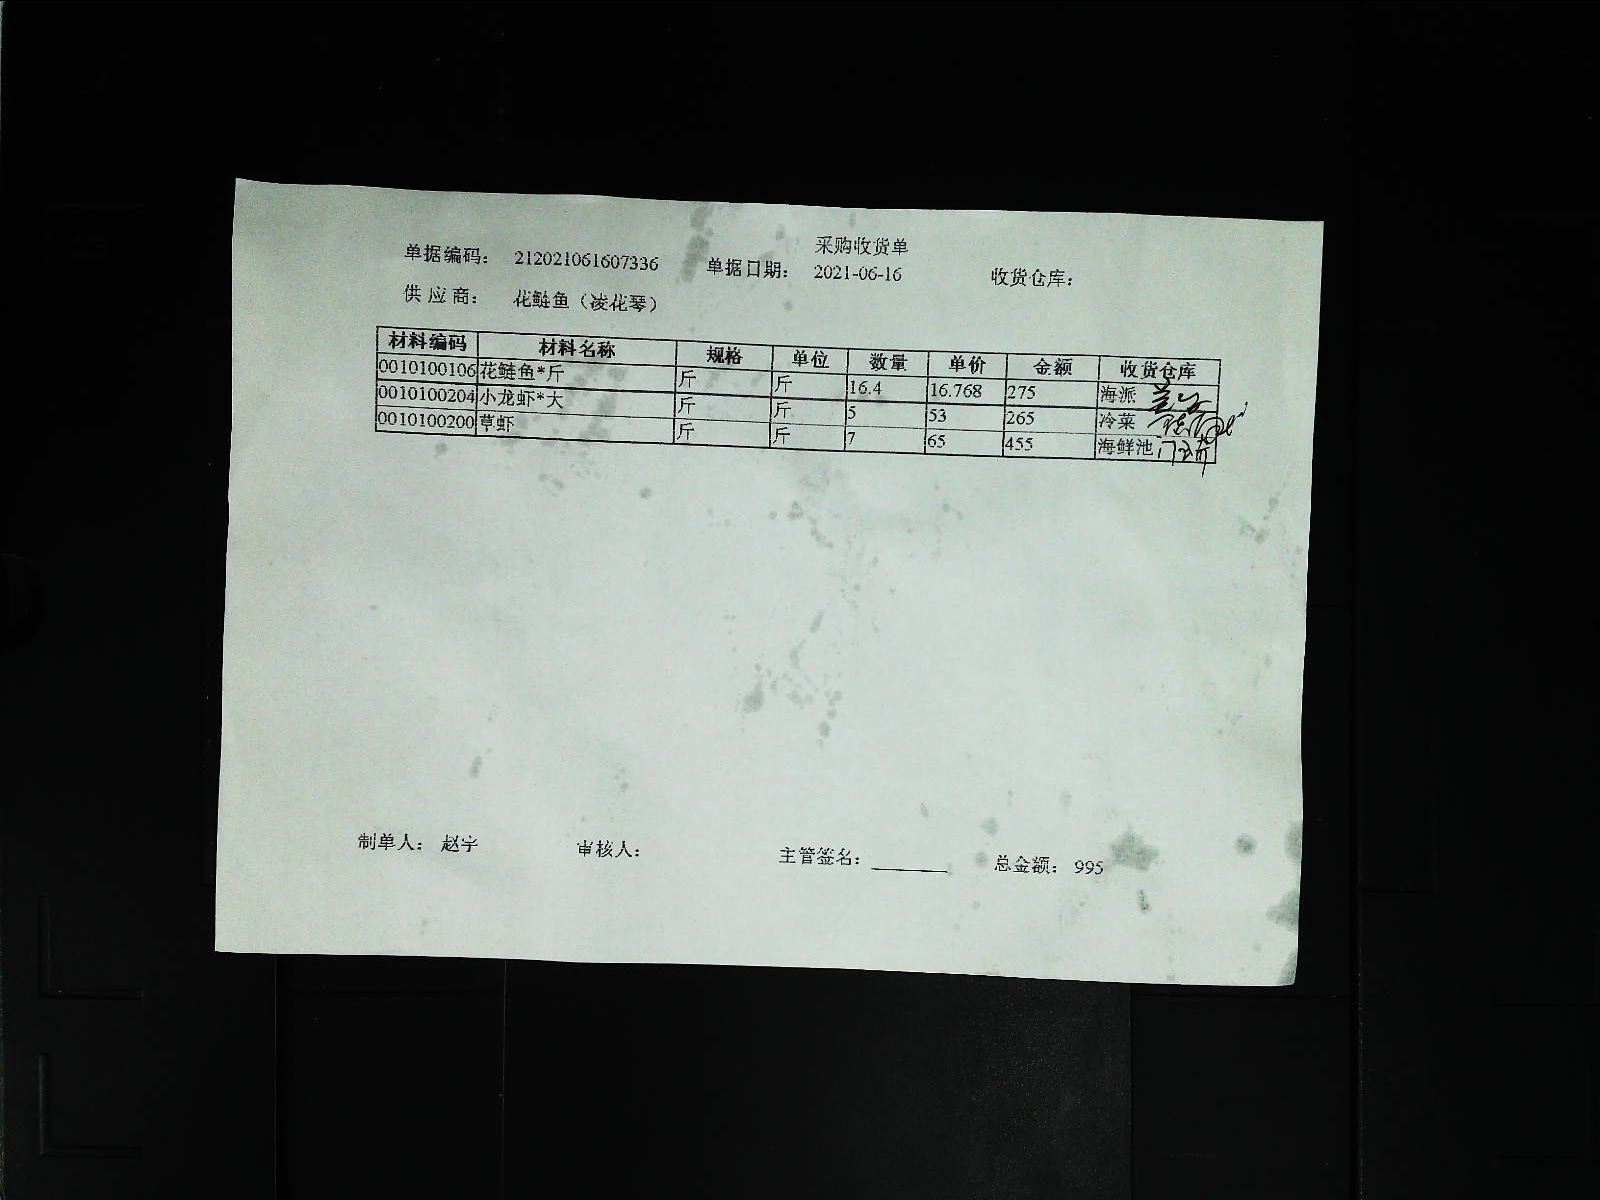 采购收货单
单据编码： 212021061607336 单据日期： 2021-06-16 收货仓库：
供应商： 花鲢鱼（凌花琴）
材料编码 材料名称 规格 单位 数量 单价 金额 收货仓库
0010100106 花鲢鱼*斤 斤 斤 16.4 16.768 275 海派
0010100204 小龙虾*大 斤 斤 5 53 265 冷菜
0010100200 草虾 斤 斤 7 65 455 海鲜池
制单人： 赵宇 审核人： 主管签名： 总金额： 995